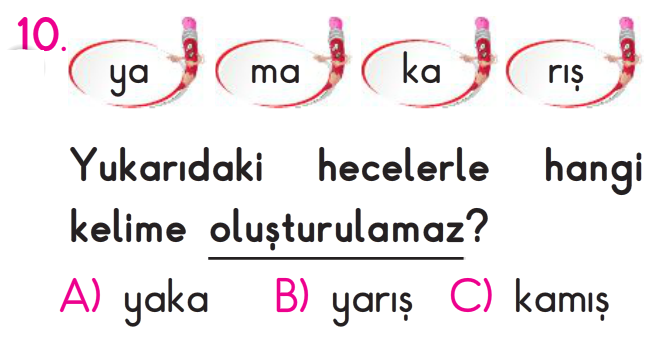 10. ya ma ka rış
Yukarıdaki hecelerle hangi
kelime oluşturulamaz?
A) yaka B) yarış C) kamış